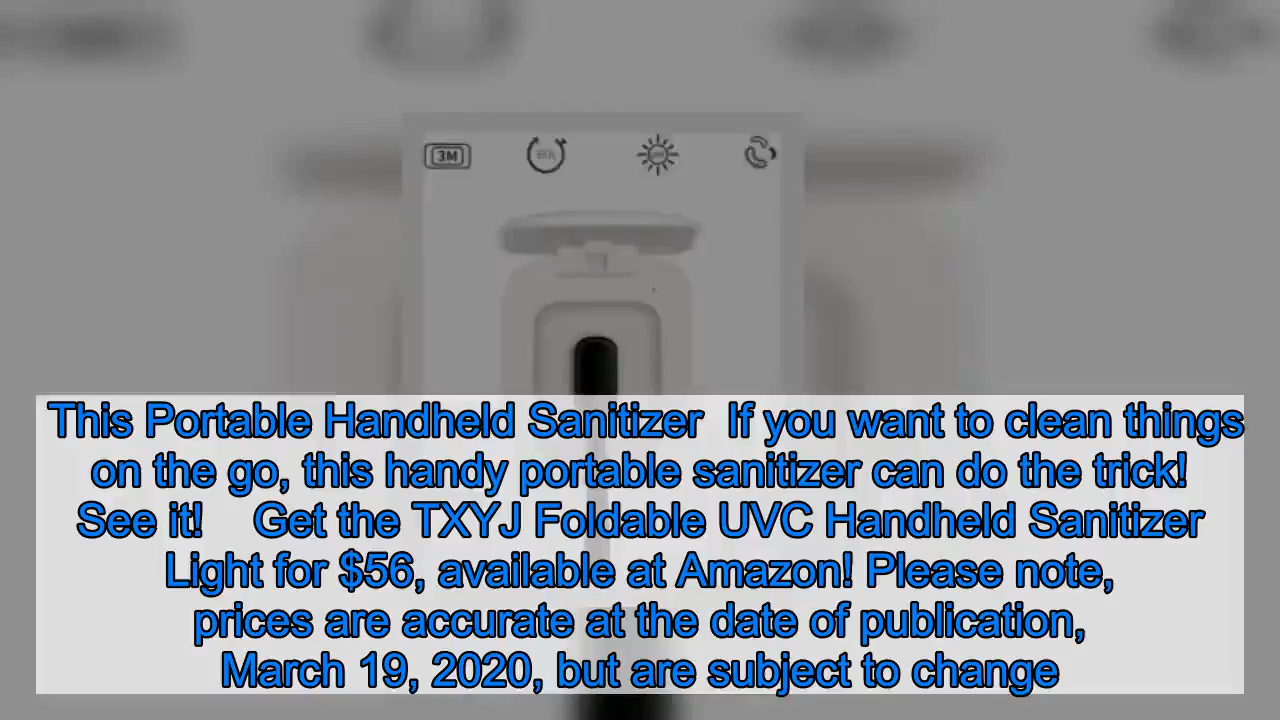 3M
This Portable Handheld Sanitizer  If you want to clean things
on the go, this handy portable sanitizer can do the trick!
See it!    Get the TXYJ Foldable UVC Handheld Sanitizer
Light for $56, available at Amazon! Please note,
prices are accurate at the date of publication,
March 19, 2020, but are subject to change